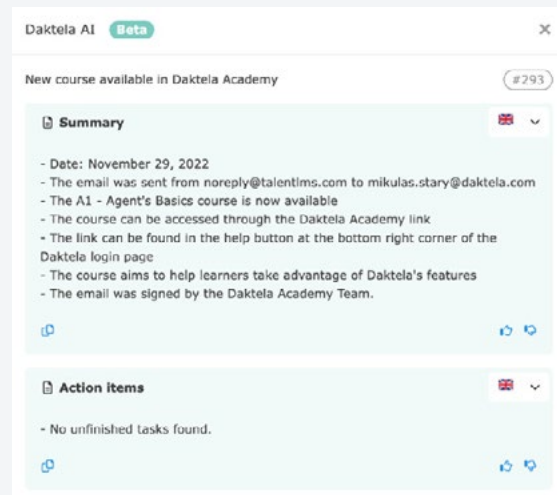 Daktela AI Beta
New course available in Daktela Academy #293
Summary
- Date: November 29, 2022
- The email was sent from noreply@talentlms.com to mikulas.stary@daktela.com
- The A1 - Agent's Basics course is now available
- The course can be accessed through the Daktela Academy link
- The link can be found in the help button at the bottom right corner of the
Daktela login page
- The course aims to help learners take advantage of Daktela's features
- The email was signed by the Daktela Academy Team.
Action items
- No unfinished tasks found.